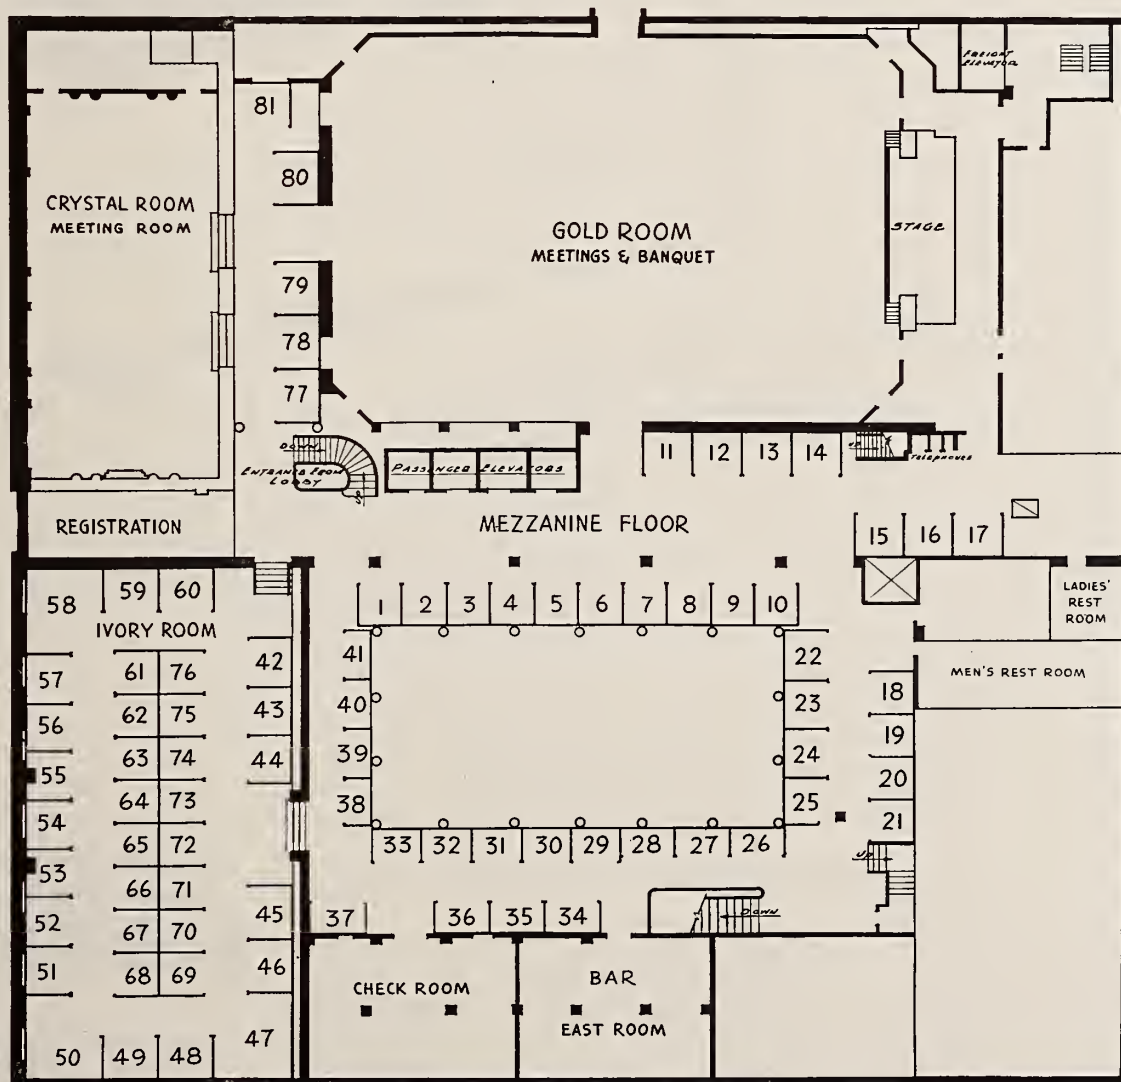 FREIGHT
ELEVATOR
81
80
CRYSTAL ROOM
MEETING ROOM
GOLD ROOM
MEETINGS & BANQUET
STAGE
79
78
77
DOWN
ENTRANCE FROM
LOBBY
UP
PASSENGER ELEVATORS
11 12 13 14
UP
TELEPHONES
REGISTRATION
MEZZANINE FLOOR
15 16 17
58 59 60
IVORY ROOM
1 2 3 4 5 6 7 8 9 10
LADIES'
REST
ROOM
MEN'S REST ROOM
57 61 76 42 41 22
56 62 75 43 40 23 18
55 63 74 44 39 24 19
54 64 73 38 25 20
53 65 72 33 32 31 30 29 28 27 26 21
UP
52 66 71 45
67 70 37 36 35 34
DOWN
51 68 69 46
CHECK ROOM
BAR
EAST ROOM
50 49 48 47